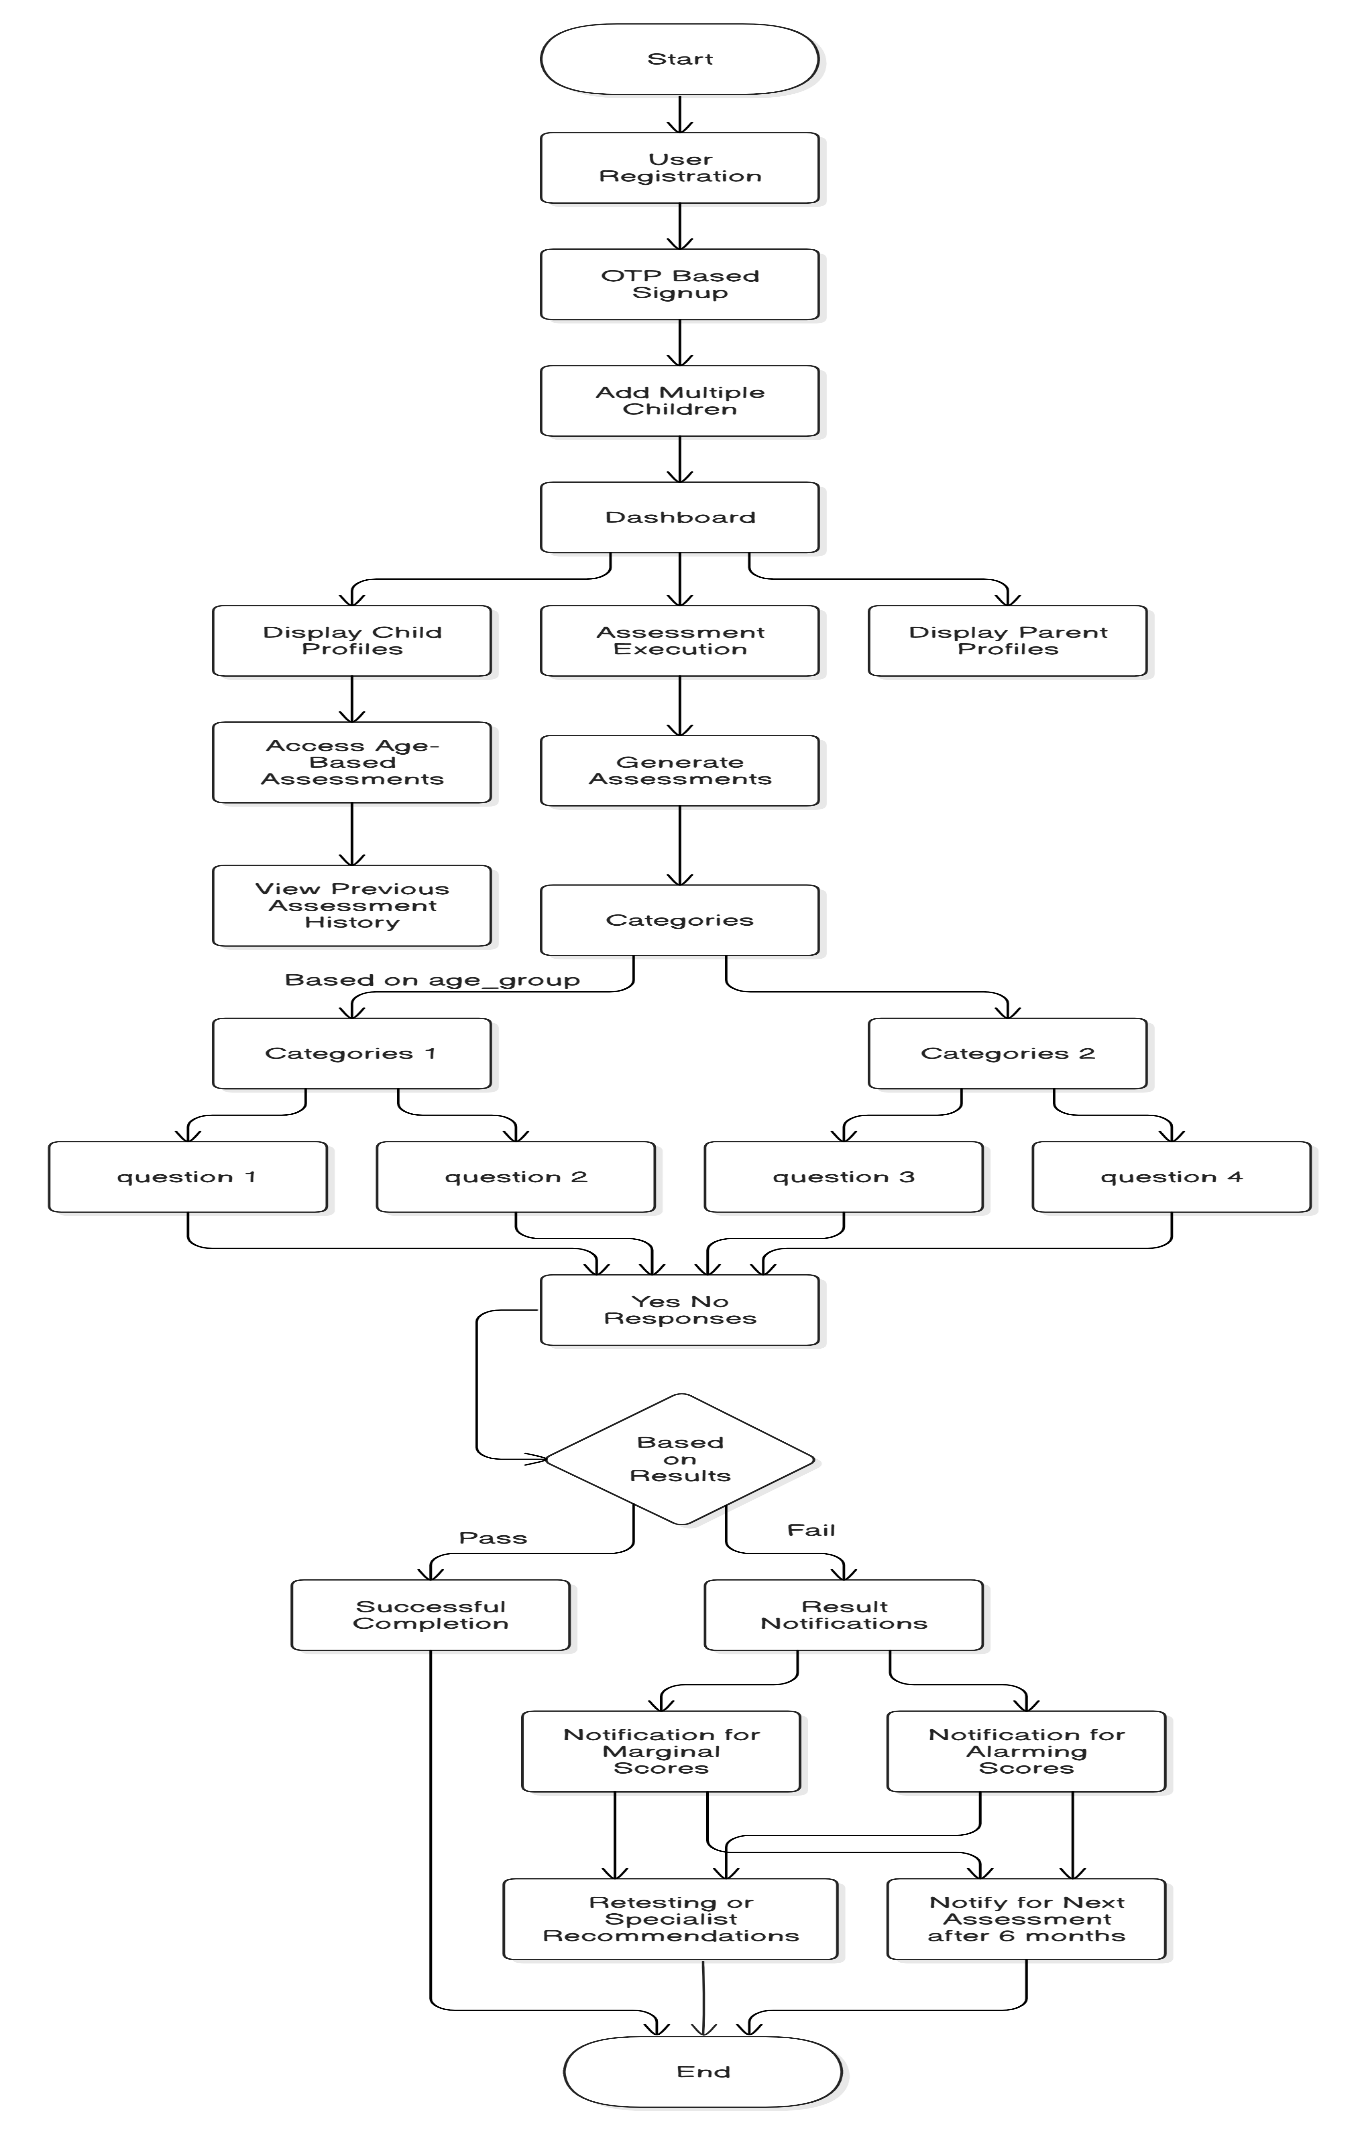 Start
User
Registration
OTP Based
Signup
Add Multiple
Children
Dashboard
Display Child
Profiles
Assessment
Execution
Display Parent
Profiles
Access Age-
Based
Assessments
Generate
Assessments
View Previous
Assessment
History
Categories
Based on age_group
Categories 1
Categories 2
question 1
question 2
question 3
question 4
Yes No
Responses
Based
on
Results
Pass
Fail
Successful
Completion
Result
Notifications
Notification for
Marginal
Scores
Notification for
Alarming
Scores
Retesting or
Specialist
Recommendations
Notify for Next
Assessment
after 6 months
End